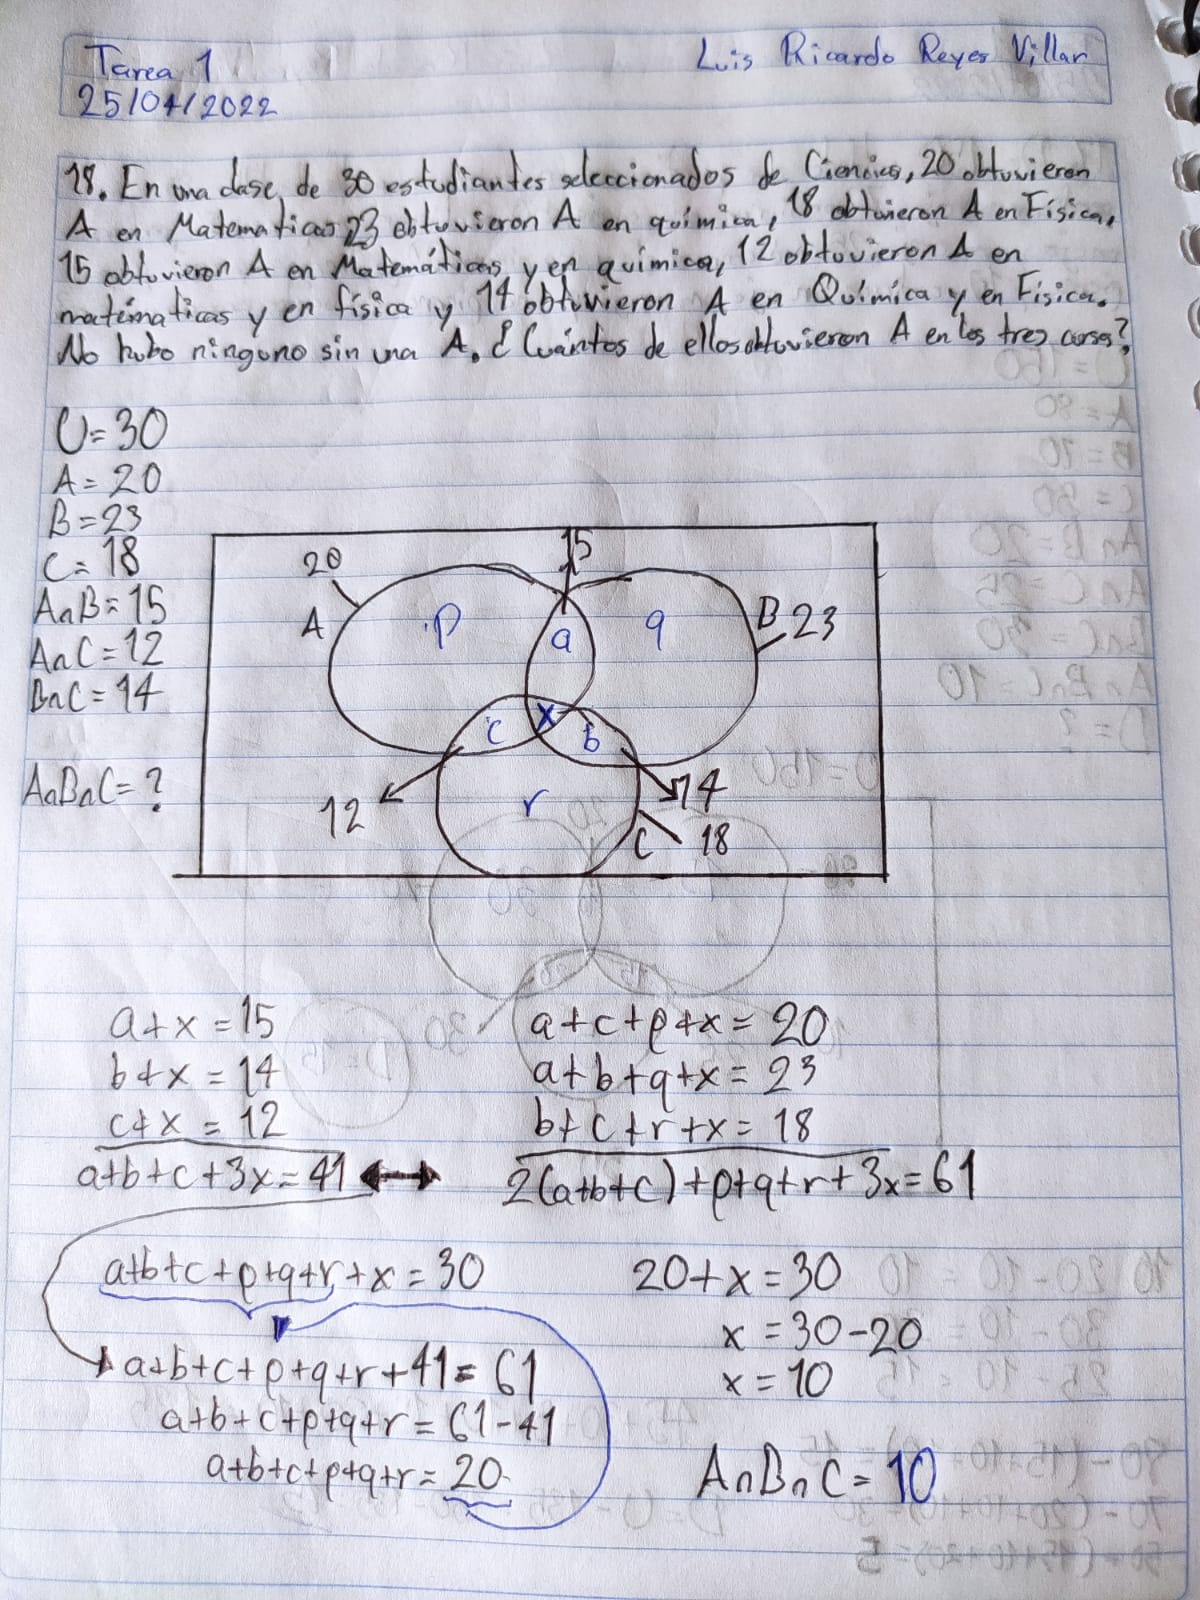 Tarea 1
Luis Ricardo Reyes Villar
25/04/2022
18. En una clase de 30 estudiantes seleccionados de Ciencias, 20 obtuvieron
A en Matematicas 23 obtuvieron A en química, 18 obtuvieron A en Física,
15 obtuvieron A en Matemáticas y en química, 12 obtuvieron A en
matématicas y en física y 14 obtuvieron A en Química y en Física.
No hubo ninguno sin una A. ¿Cuántos de ellos obtuvieron A en los tres cursos?
U=30
A=20
B=23
C=18
A∩B=15
A∩C=12
B∩C=14
A∩B∩C=?
20
15
A
p
a
q
B 23
c
x
b
12
r
14
C 18
a+x=15
b+x=14
c+x=12
a+b+c+3x=41
a+c+p+x=20
a+b+q+x=23
b+c+r+x=18
2(a+b+c)+p+q+r+3x=61
a+b+c+p+q+r+x=30
a+b+c+p+q+r+41=61
a+b+c+p+q+r=61-41
a+b+c+p+q+r=20
20+x=30
x=30-20
x=10
A∩B∩C=10